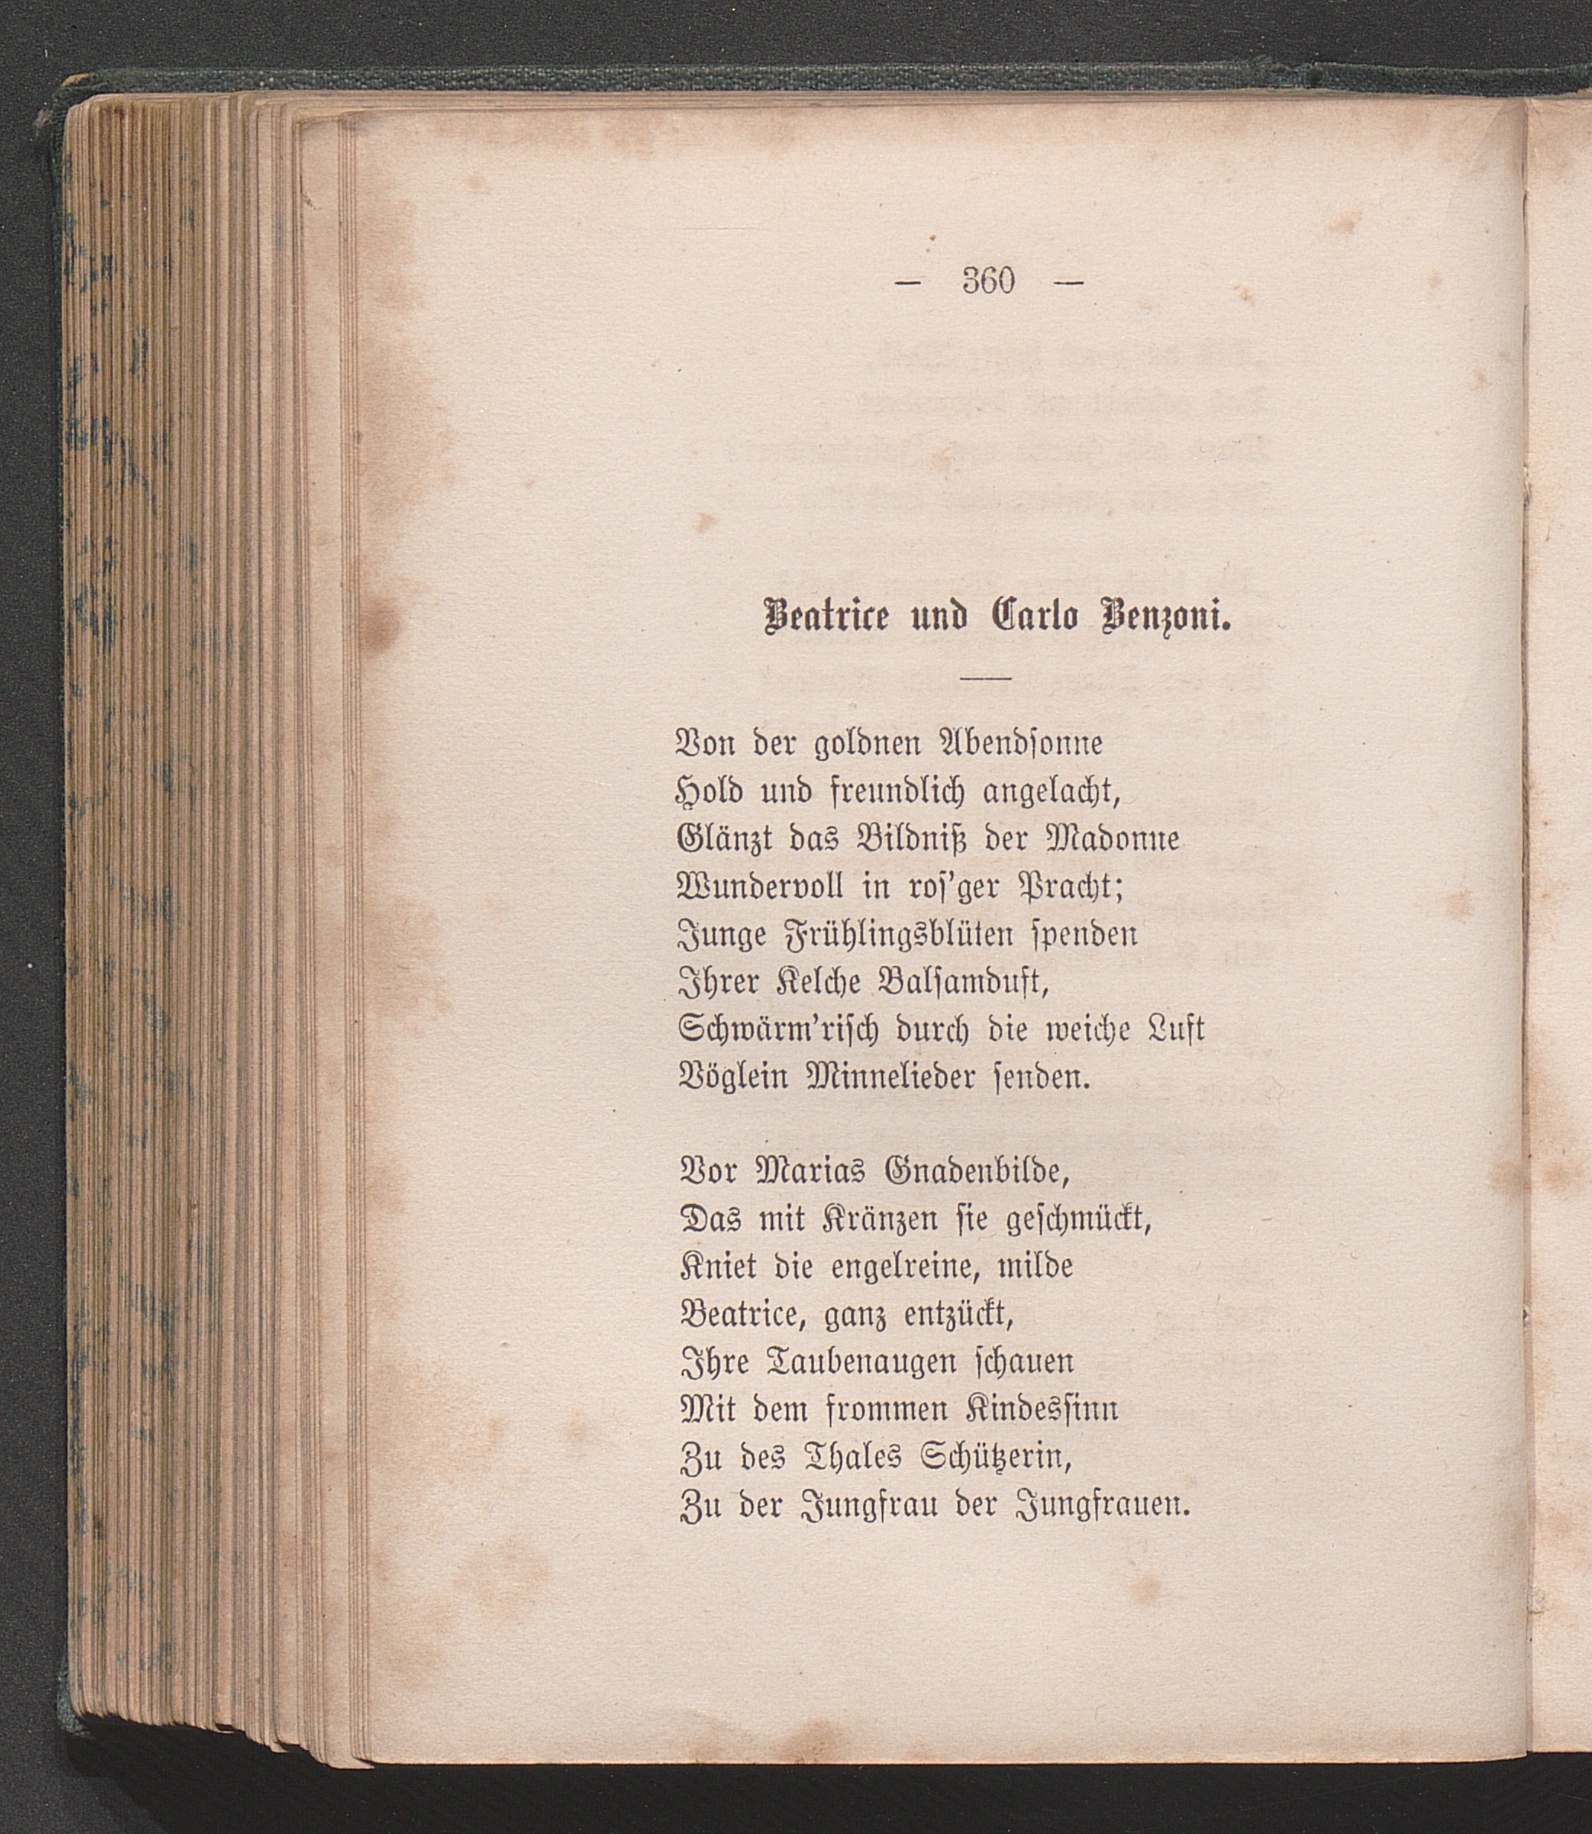 — 360 —
Beatrice und Carlo Benzoni.
Von der goldnen Abendsonne
Hold und freundlich angelacht,
Glänzt das Bildniß der Madonne
Wundervoll in ros'ger Pracht;
Junge Frühlingsblüten spenden
Ihrer Kelche Balsamduft,
Schwärm'risch durch die weiche Luft
Vöglein Minnelieder senden.
Vor Marias Gnadenbilde,
Das mit Kränzen sie geschmückt,
Kniet die engelreine, milde
Beatrice, ganz entzückt,
Ihre Taubenaugen schauen
Mit dem frommen Kindessinn
Zu des Thales Schützerin,
Zu der Jungfrau der Jungfrauen.